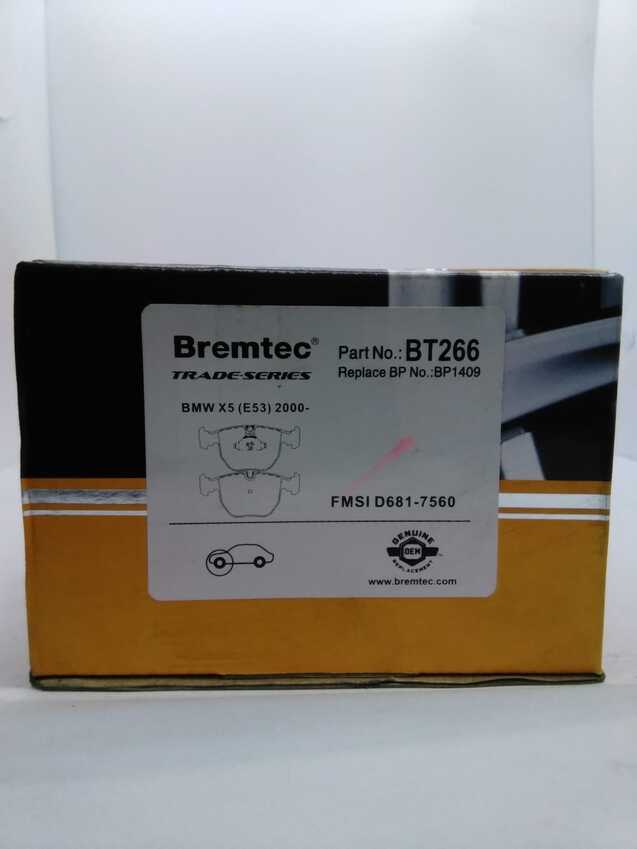 Bremtec®
TRADE-SERIES
Part No.: BT266
Replace BP No.:BP1409
BMW X5 (E53) 2000-
FMSI D681-7560
GENUINE
OEM
REPLACEMENT
™
www.bremtec.com